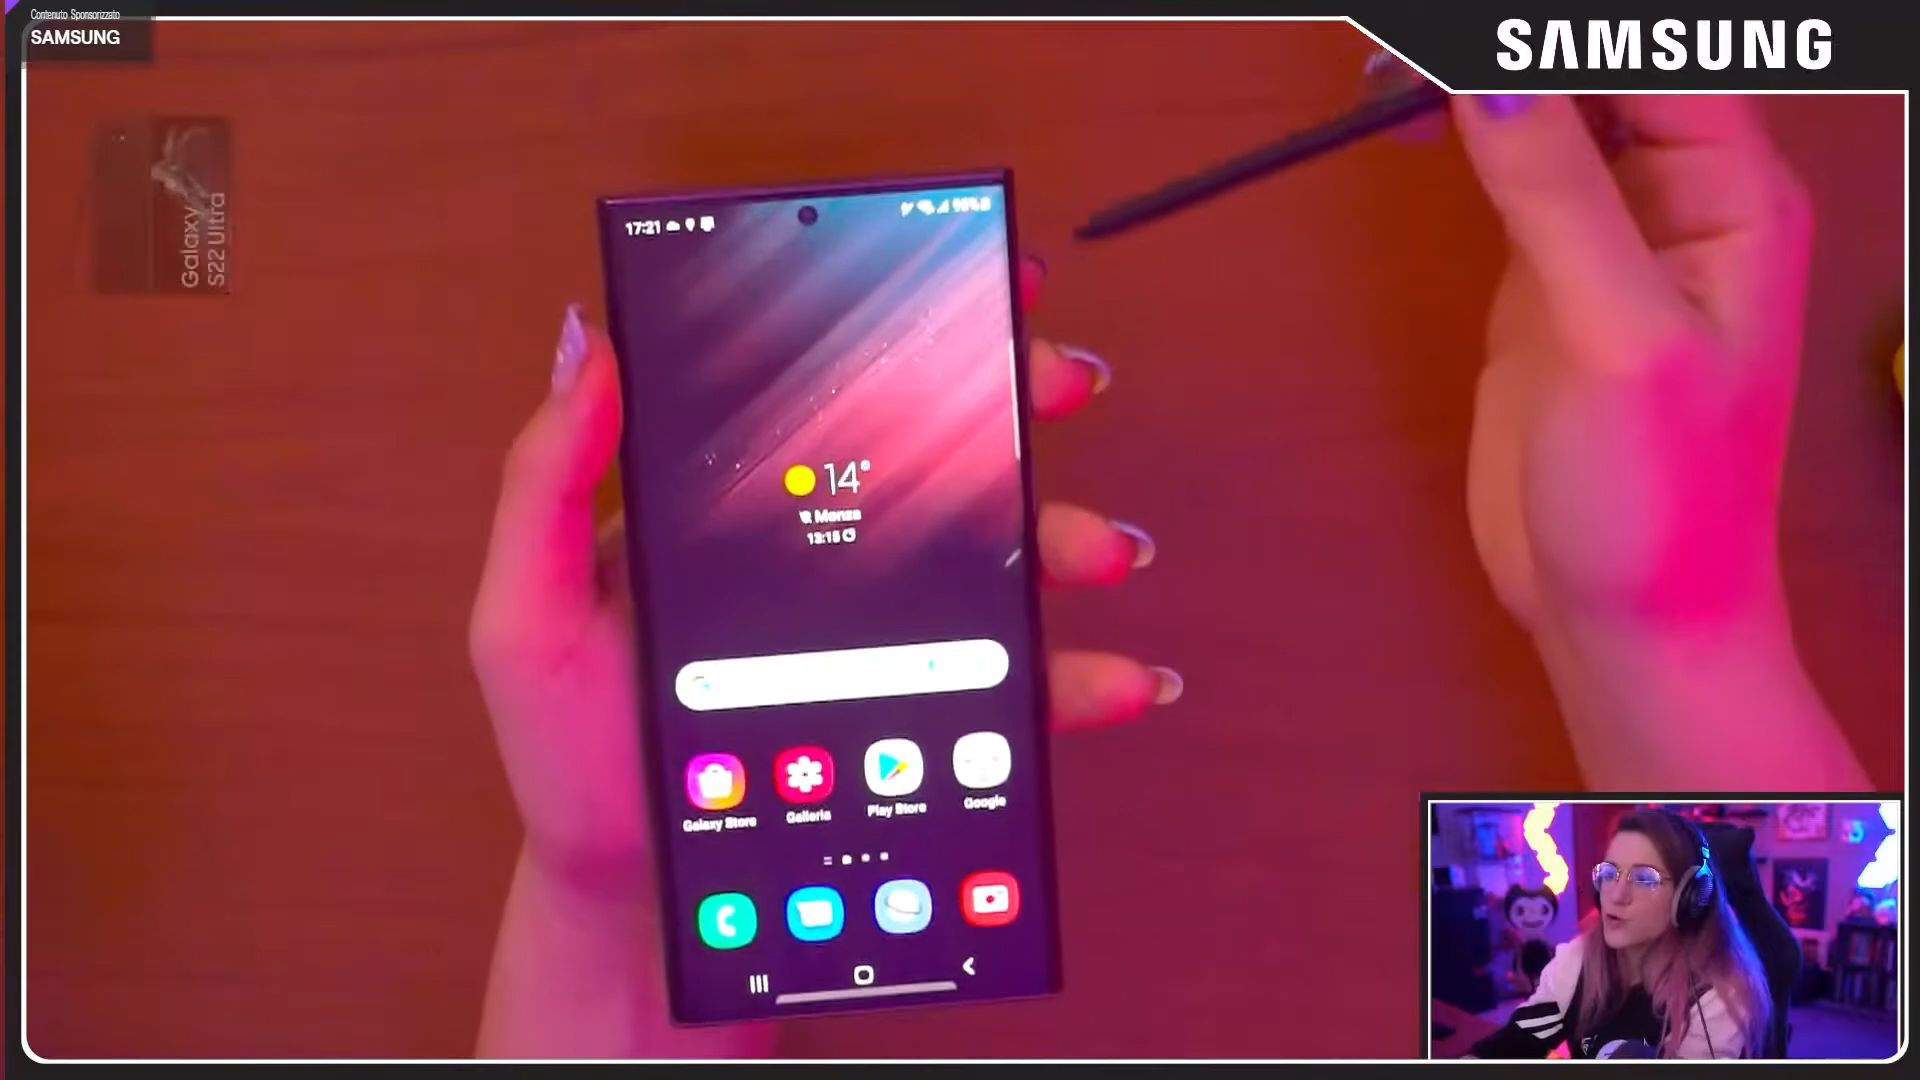 Contenuto Sponsorizzato
SAMSUNG
SAMSUNG
Galaxy
S22 Ultra
17:21
14°
Monza
13:15
Galaxy Store
Galleria
Play Store
Google